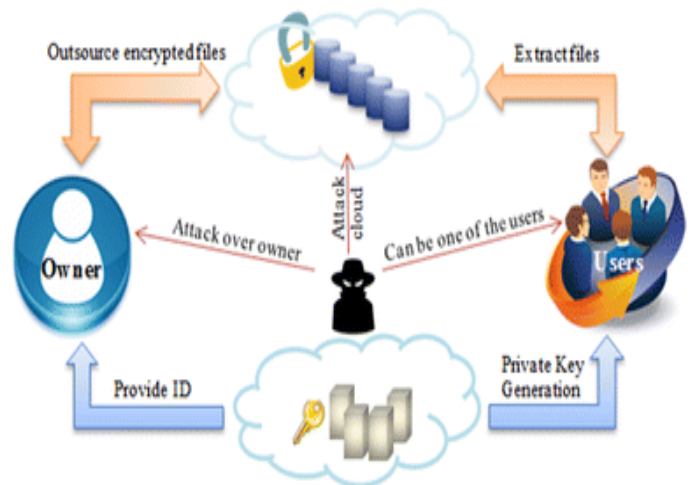 Outsource encrypted files
Extract files
Attack
cloud
Attack over owner
Can be one of the users
Owner
Users
Provide ID
Private Key
Generation